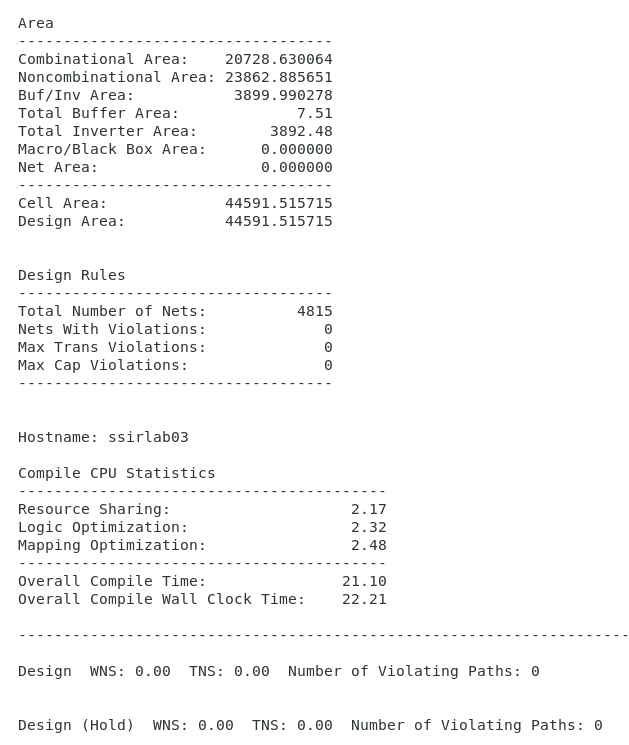 Area
-----------------------------------
Combinational Area:    20728.630064
Noncombinational Area: 23862.885651
Buf/Inv Area:           3899.990278
Total Buffer Area:             7.51
Total Inverter Area:        3892.48
Macro/Black Box Area:      0.000000
Net Area:                  0.000000
-----------------------------------
Cell Area:             44591.515715
Design Area:           44591.515715
Design Rules
-----------------------------------
Total Number of Nets:          4815
Nets With Violations:             0
Max Trans Violations:             0
Max Cap Violations:               0
-----------------------------------
Hostname: ssirlab03
Compile CPU Statistics
-----------------------------------------
Resource Sharing:                    2.17
Logic Optimization:                  2.32
Mapping Optimization:                2.48
-----------------------------------------
Overall Compile Time:               21.10
Overall Compile Wall Clock Time:    22.21
--------------------------------------------------------------------
Design  WNS: 0.00  TNS: 0.00  Number of Violating Paths: 0
Design (Hold)  WNS: 0.00  TNS: 0.00  Number of Violating Paths: 0